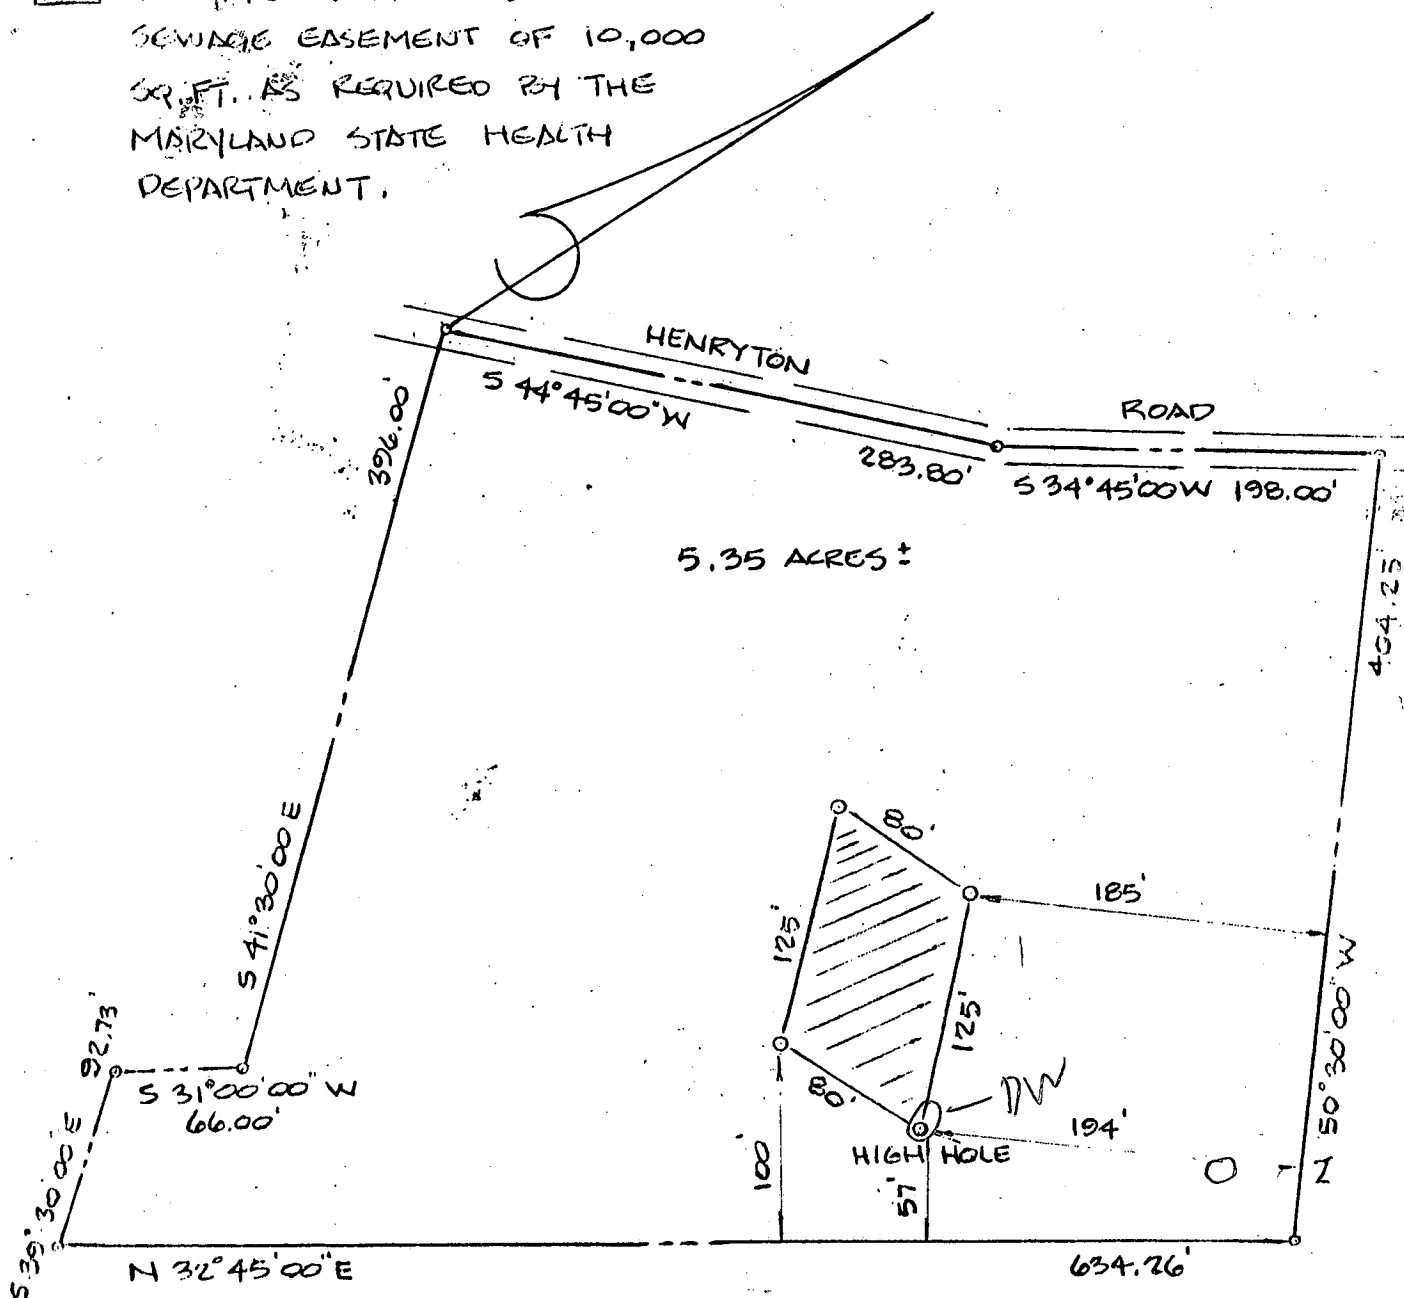 SEWAGE EASEMENT OF 10,000
SQ.FT. AS REQUIRED BY THE
MARYLAND STATE HEALTH
DEPARTMENT.
HENRYTON
ROAD
S 44°45'00"W
283.80'
S 34°45'00W 198.00'
396.00'
5.35 ACRES ±
404.25
80'
185'
S 41°30'00E
125'
125'
92.73'
S 31°00'00"W
66.00'
80'
DW
194'
HIGH HOLE
100'
57'
N 50°30'00"W
S 39°30'00E
N 32°45'00"E
634.26'